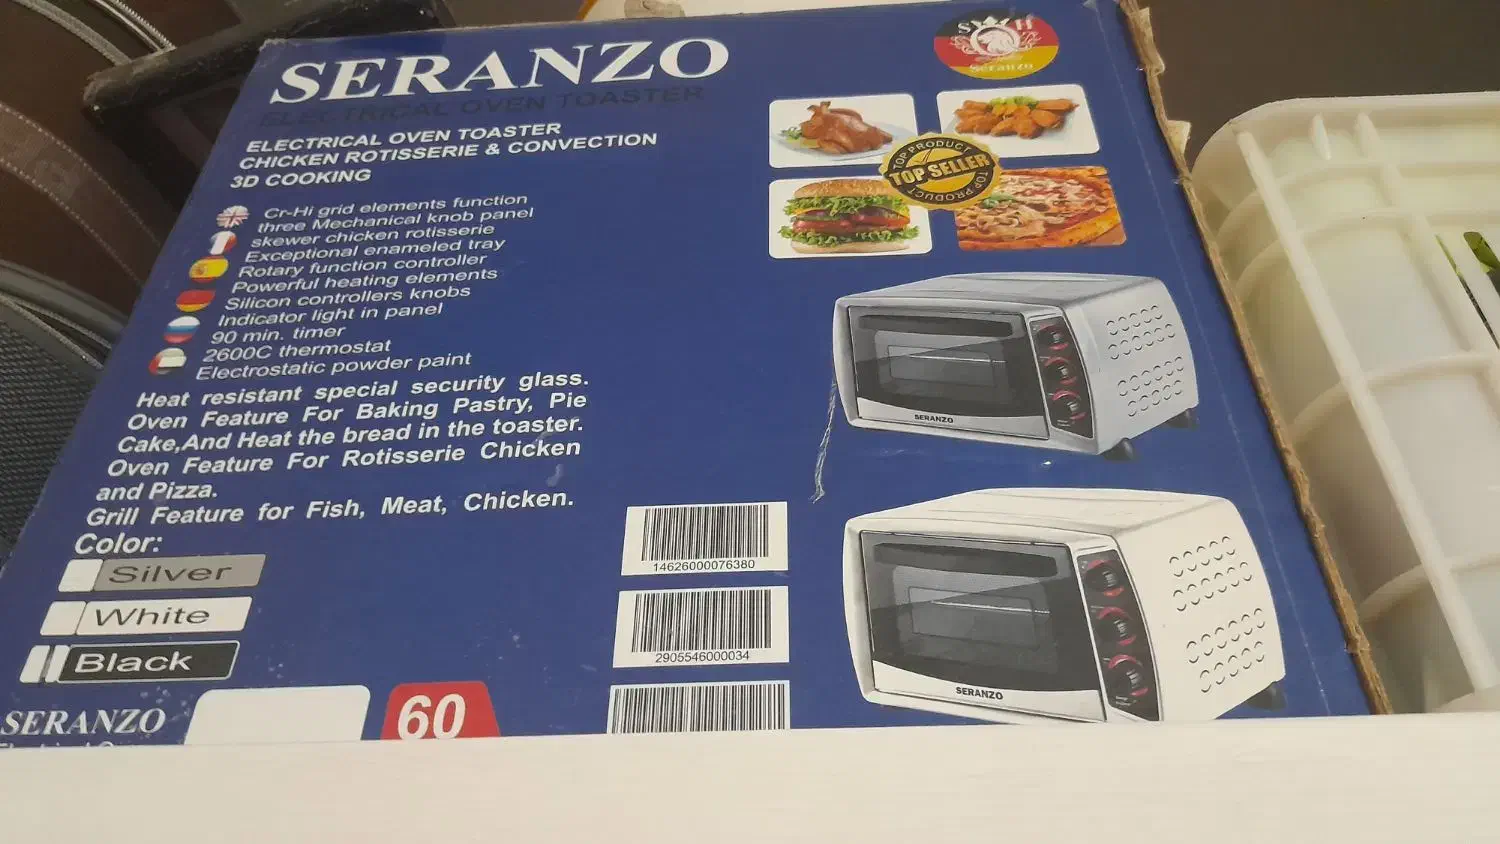 SERANZO
ELECTRICAL OVEN TOASTER
ELECTRICAL OVEN TOASTER
CHICKEN ROTISSERIE & CONVECTION
3D COOKING
Cr-Hi grid elements function
three Mechanical knob panel
skewer chicken rotisserie
Exceptional enameled tray
Rotary function controller
Powerful heating elements
Silicon controllers knobs
Indicator light in panel
90 min. timer
2600C thermostat
Electrostatic powder paint
Heat resistant special security glass.
Oven Feature For Baking Pastry, Pie
Cake,And Heat the bread in the toaster.
Oven Feature For Rotisserie Chicken
and Pizza.
Grill Feature for Fish, Meat, Chicken.
Color:
Silver
White
Black
SERANZO
60
S H
Seranzo
TOP PRODUCT
TOP SELLER
TOP PRODUCT
SERANZO
SERANZO
14626000076380
2905546000034